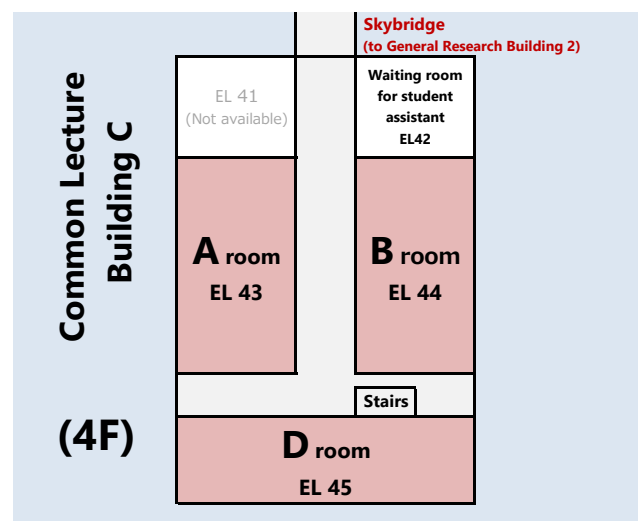 Skybridge
(to General Research Building 2)
Common Lecture
Building C
(4F)
EL 41
(Not available)
Waiting room
for student
assistant
EL42
A room
EL 43
B room
EL 44
Stairs
D room
EL 45